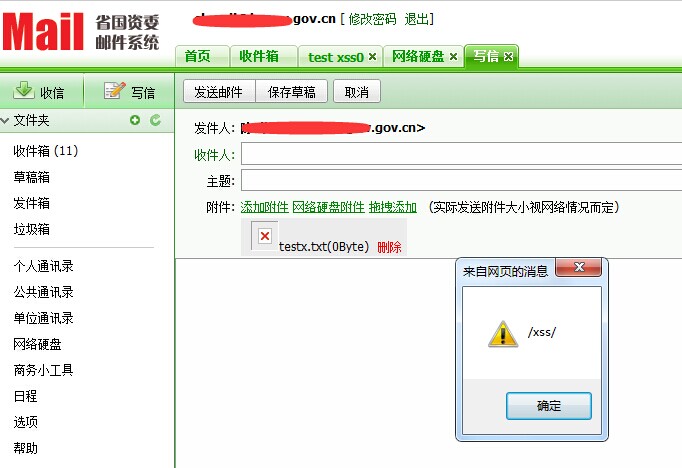 Mail 省国资委
邮件系统
.gov.cn [ 修改密码 退出]
首页 收件箱 test xss0 网络硬盘 写信
收信 写信
发送邮件 保存草稿 取消
文件夹
发件人: .gov.cn>
收件人:
主题:
附件: 添加附件 网络硬盘附件 拖拽添加 (实际发送附件大小视网络情况而定)
testx.txt(0Byte) 删除
收件箱 (11)
草稿箱
发件箱
垃圾箱
个人通讯录
公共通讯录
单位通讯录
网络硬盘
商务小工具
日程
选项
帮助
来自网页的消息
/xss/
确定